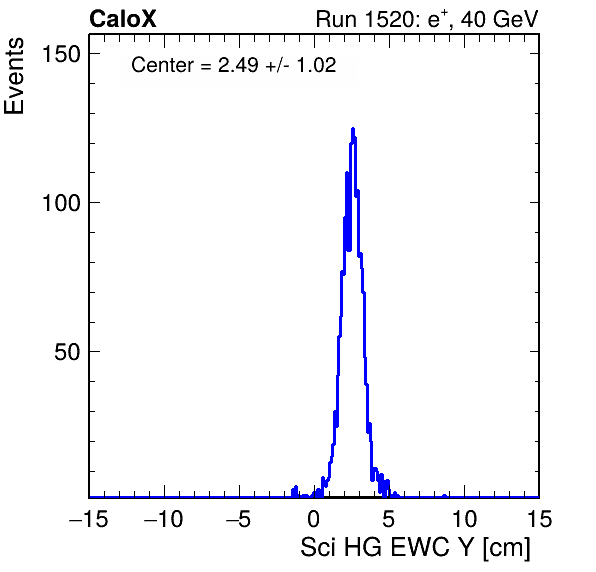 CaloX Run 1520: e⁺, 40 GeV
Center = 2.49 +/- 1.02
Events
150
100
50
−15 −10 −5 0 5 10 15
Sci HG EWC Y [cm]